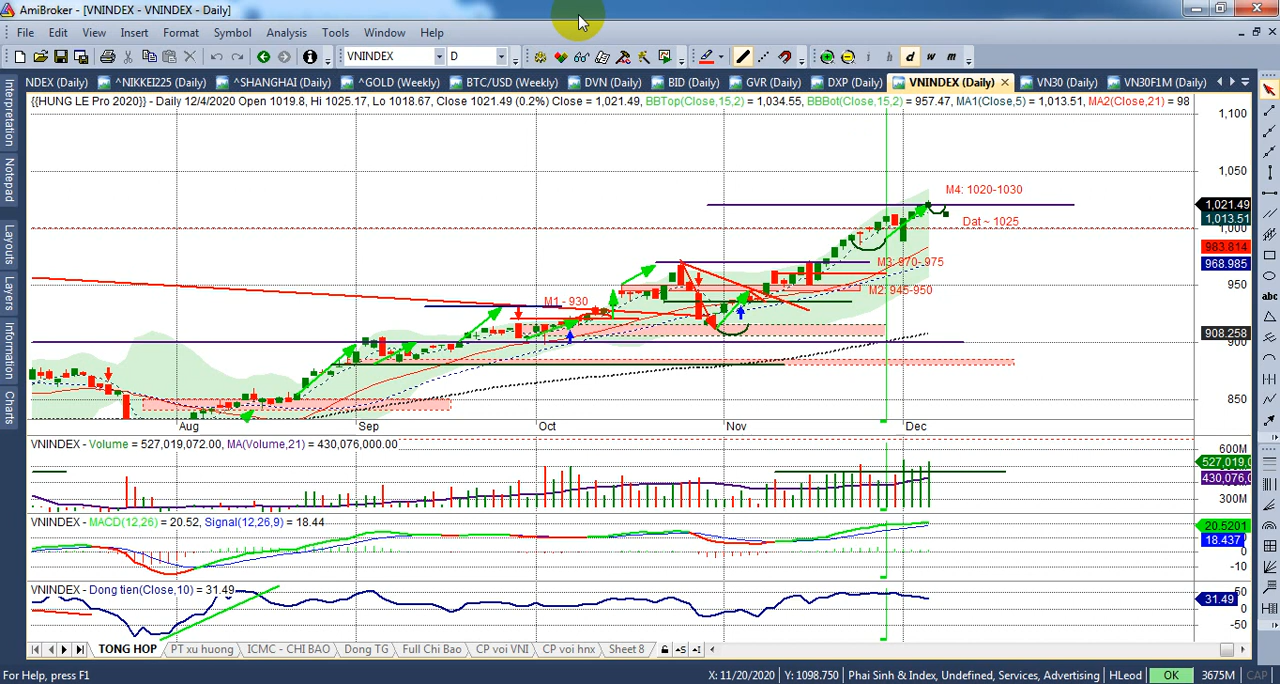 AmiBroker - [VNINDEX - VNINDEX - Daily]
File Edit View Insert Format Symbol Analysis Tools Window Help
VNINDEX D i h d w m
NDEX (Daily) ^NIKKEI225 (Daily) ^SHANGHAI (Daily) ^GOLD (Weekly) BTC/USD (Weekly) DVN (Daily) BID (Daily) GVR (Daily) DXP (Daily) VNINDEX (Daily) VN30 (Daily) VN30F1M (Daily)
{{HUNG LE Pro 2020}} - Daily 12/4/2020 Open 1019.8, Hi 1025.17, Lo 1018.67, Close 1021.49 (0.2%) Close = 1,021.49, BBTop(Close,15,2) = 1,034.55, BBBot(Close,15,2) = 957.47, MA1(Close,5) = 1,013.51, MA2(Close,21) = 98
Interpretation
Notepad
Layouts
Layers
Information
Charts
abc
1,100
1,050
M4: 1020-1030
1,021.49
1,013.51
Dat ~ 1025
1,000
983.814
M3: 970-975
968.985
950
M2: 945-950
M1 - 930
908.258
900
850
Aug Sep Oct Nov Dec
VNINDEX - Volume = 527,019,072.00, MA(Volume,21) = 430,076,000.00
600M
527,019,0
430,076,
300M
VNINDEX - MACD(12,26) = 20.52, Signal(12,26,9) = 18.44
20.5201
18.437
0
-10
VNINDEX - Dong tien(Close,10) = 31.49
50
31.49
0
-50
TONG HOP PT xu huong ICMC - CHI BAO Dong TG Full Chi Bao CP voi VNI CP voi hnx Sheet 8
For Help, press F1 X: 11/20/2020 Y: 1098.750 Phai Sinh & Index, Undefined, Services, Advertising HLeod OK 3675M CAP